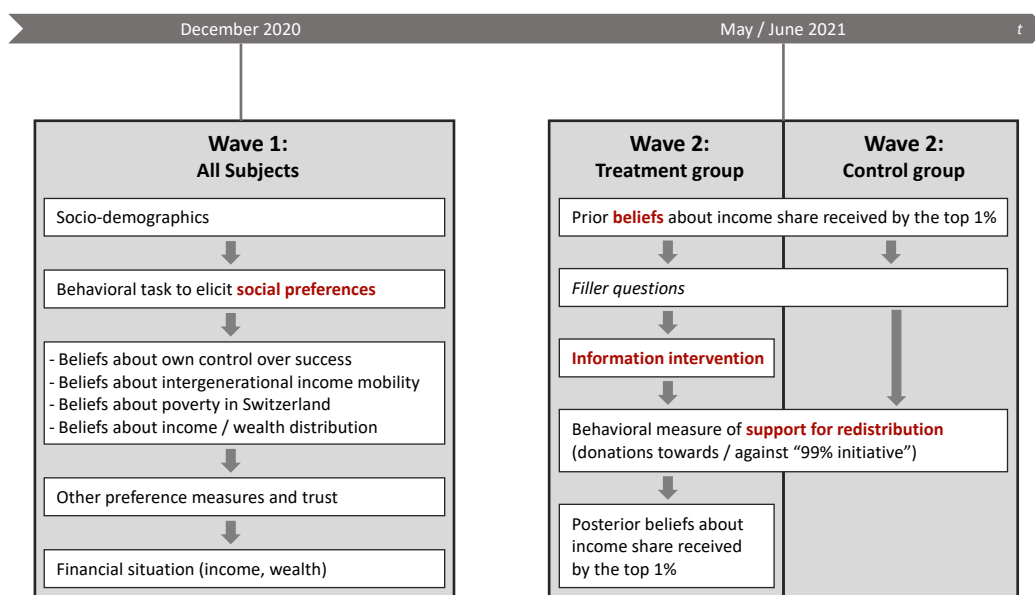 December 2020
May / June 2021
t
Wave 1:
All Subjects
Socio-demographics
Behavioral task to elicit social preferences
- Beliefs about own control over success
- Beliefs about intergenerational income mobility
- Beliefs about poverty in Switzerland
- Beliefs about income / wealth distribution
Other preference measures and trust
Financial situation (income, wealth)
Wave 2:
Treatment group
Wave 2:
Control group
Prior beliefs about income share received by the top 1%
Filler questions
Information intervention
Behavioral measure of support for redistribution
(donations towards / against “99% initiative”)
Posterior beliefs about
income share received
by the top 1%